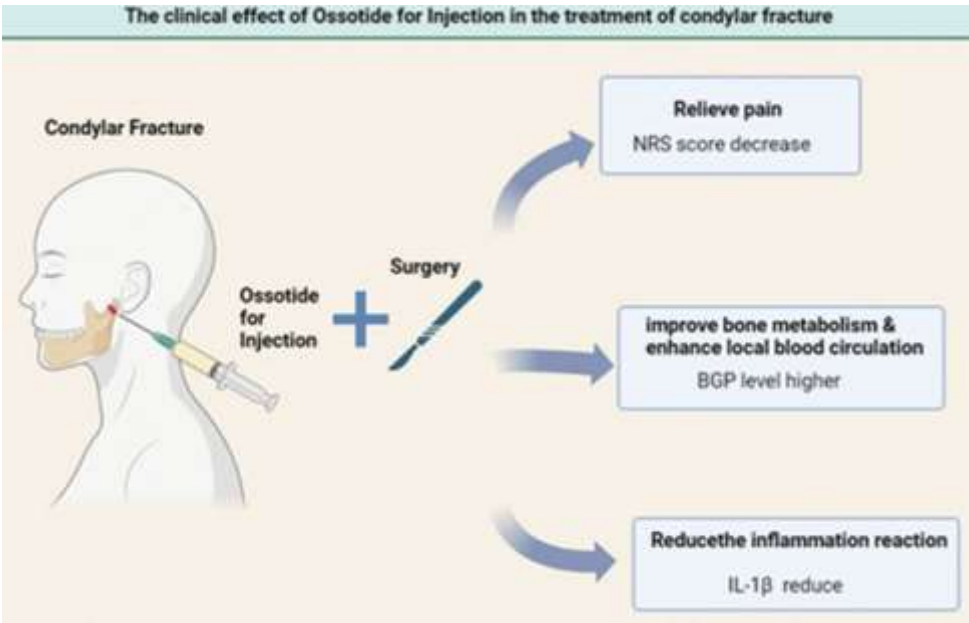 The clinical effect of Ossotide for Injection in the treatment of condylar fracture
Condylar Fracture
Ossotide
for
Injection
Surgery
Relieve pain
NRS score decrease
improve bone metabolism &
enhance local blood circulation
BGP level higher
Reducethe inflammation reaction
IL-1β reduce